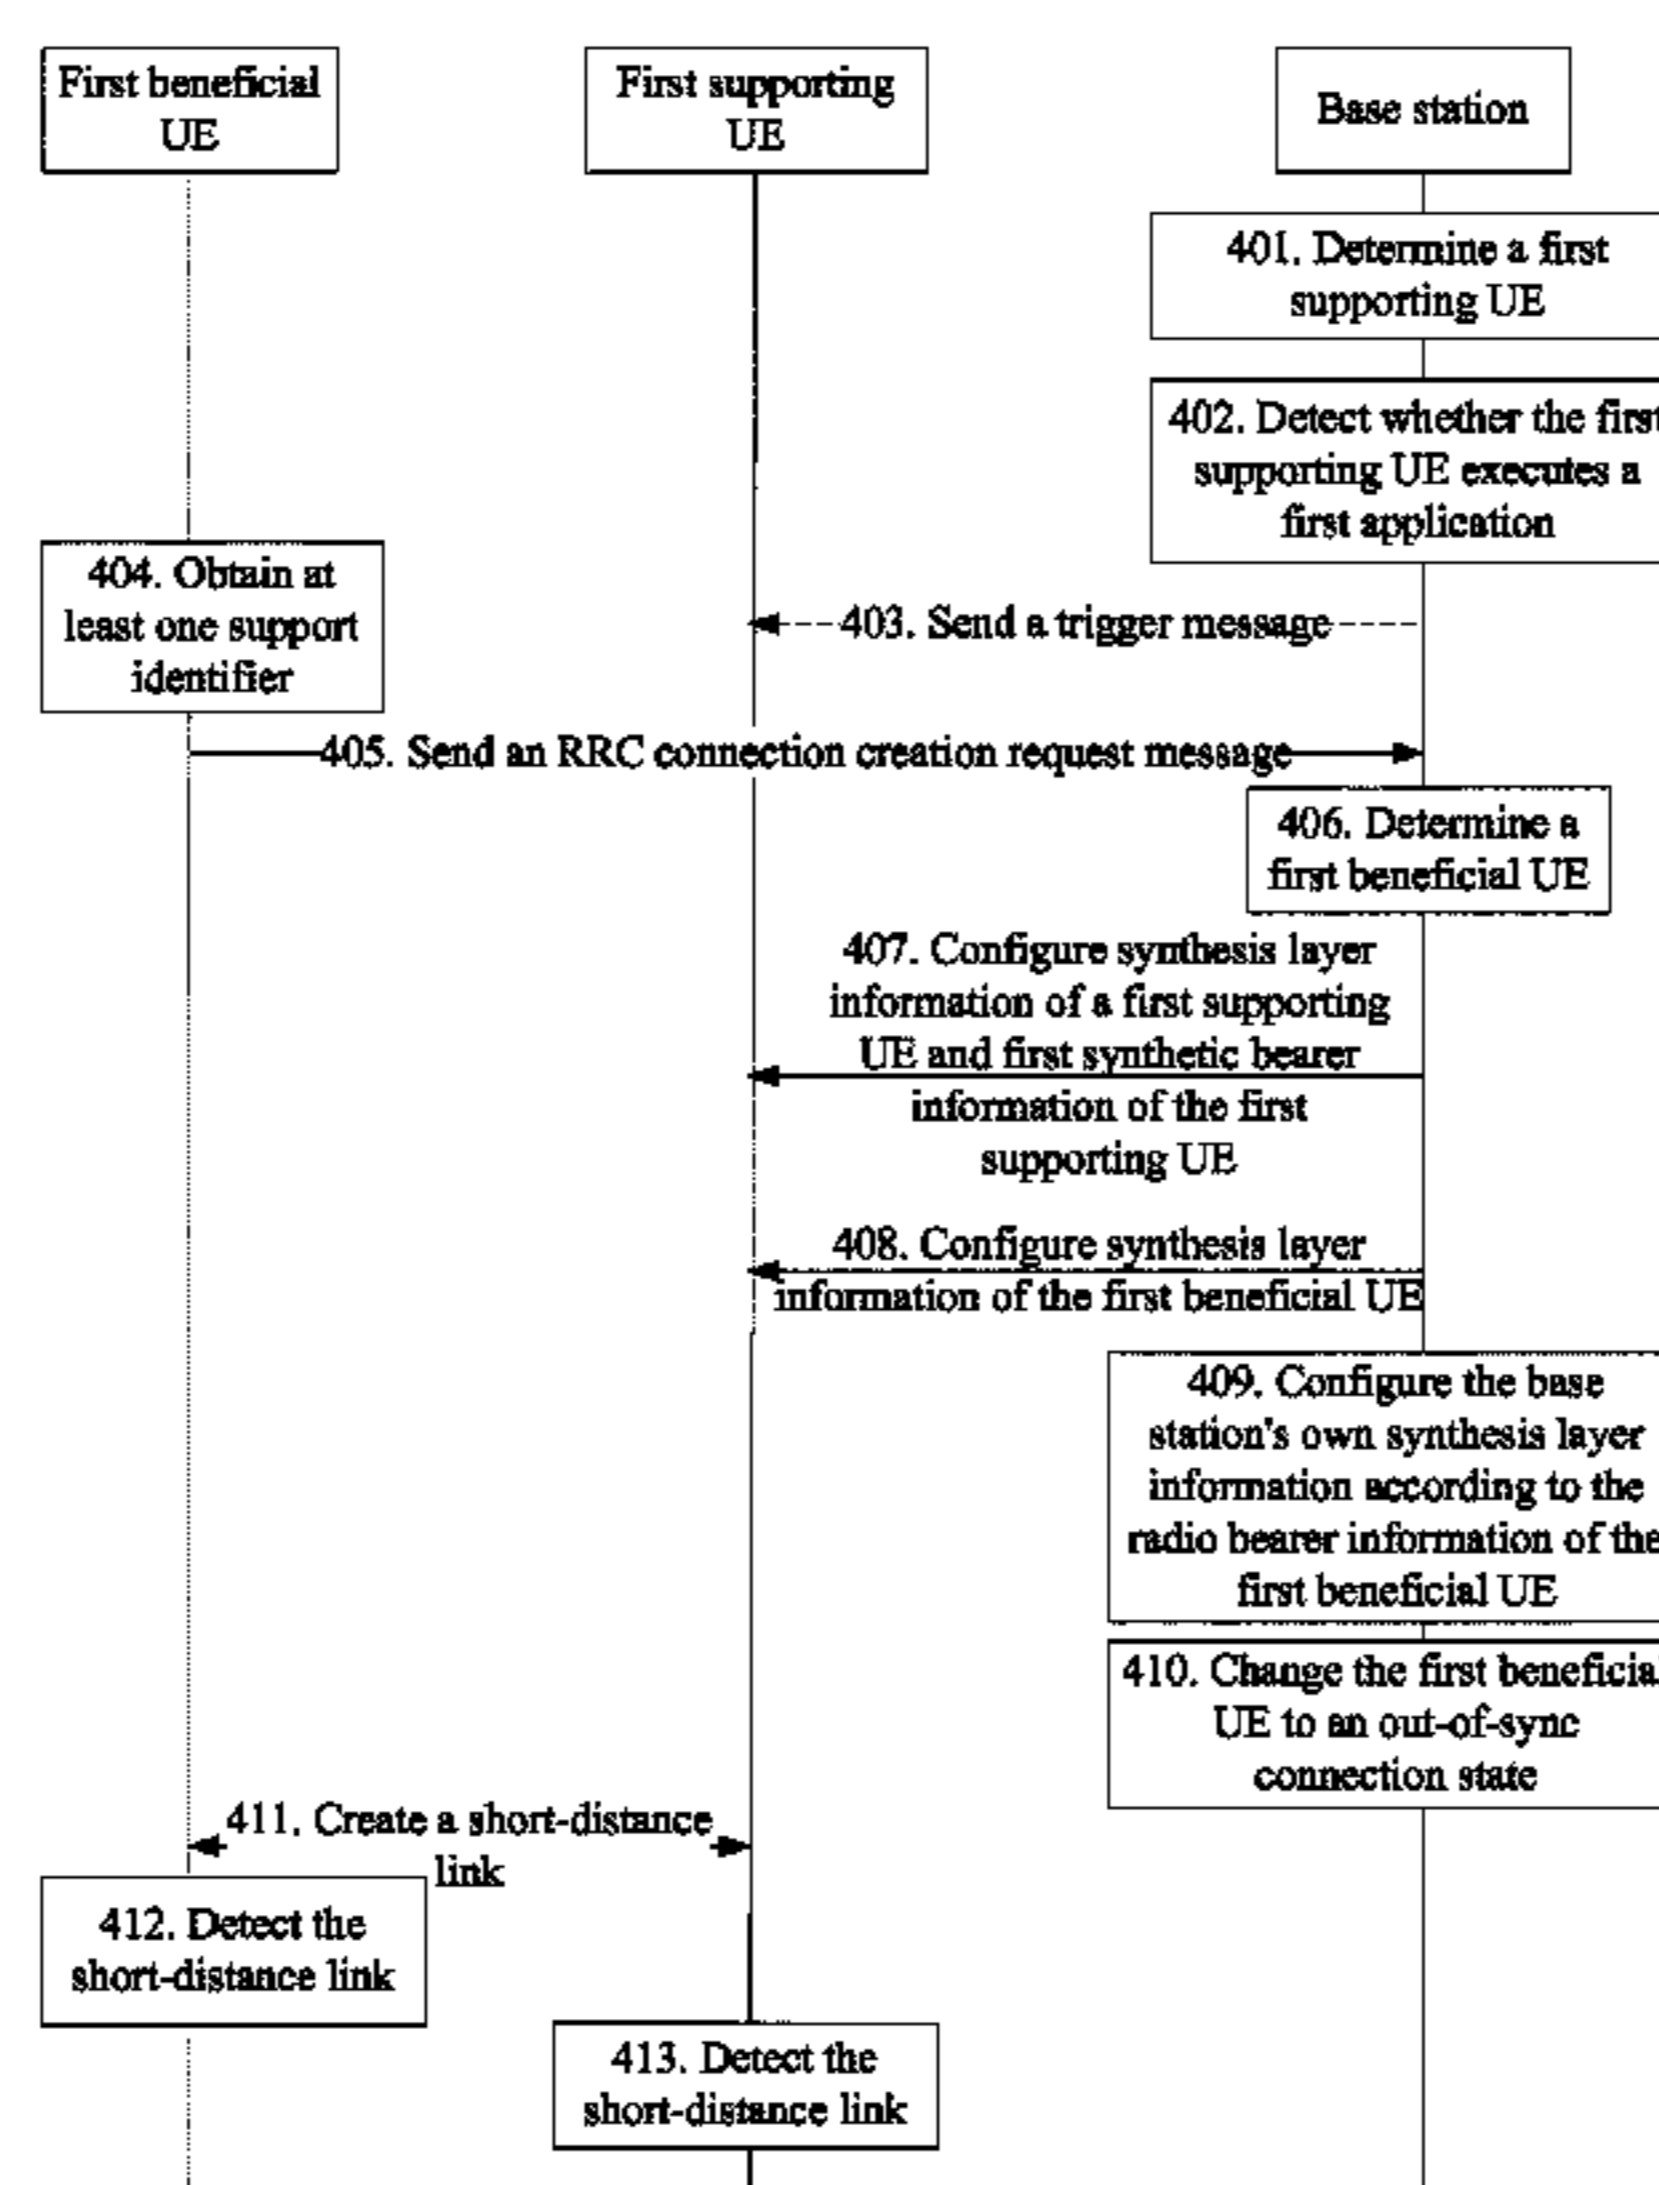 First beneficial
UE
First supporting
UE
Base station
401. Determine a first
supporting UE
402. Detect whether the first
supporting UE executes a
first application
404. Obtain at
least one support
identifier
403. Send a trigger message
405. Send an RRC connection creation request message
406. Determine a
first beneficial UE
407. Configure synthesis layer
information of a first supporting
UE and first synthetic bearer
information of the first
supporting UE
408. Configure synthesis layer
information of the first beneficial UE
409. Configure the base
station's own synthesis layer
information according to the
radio bearer information of the
first beneficial UE
410. Change the first beneficial
UE to an out-of-sync
connection state
411. Create a short-distance
link
412. Detect the
short-distance link
413. Detect the
short-distance link